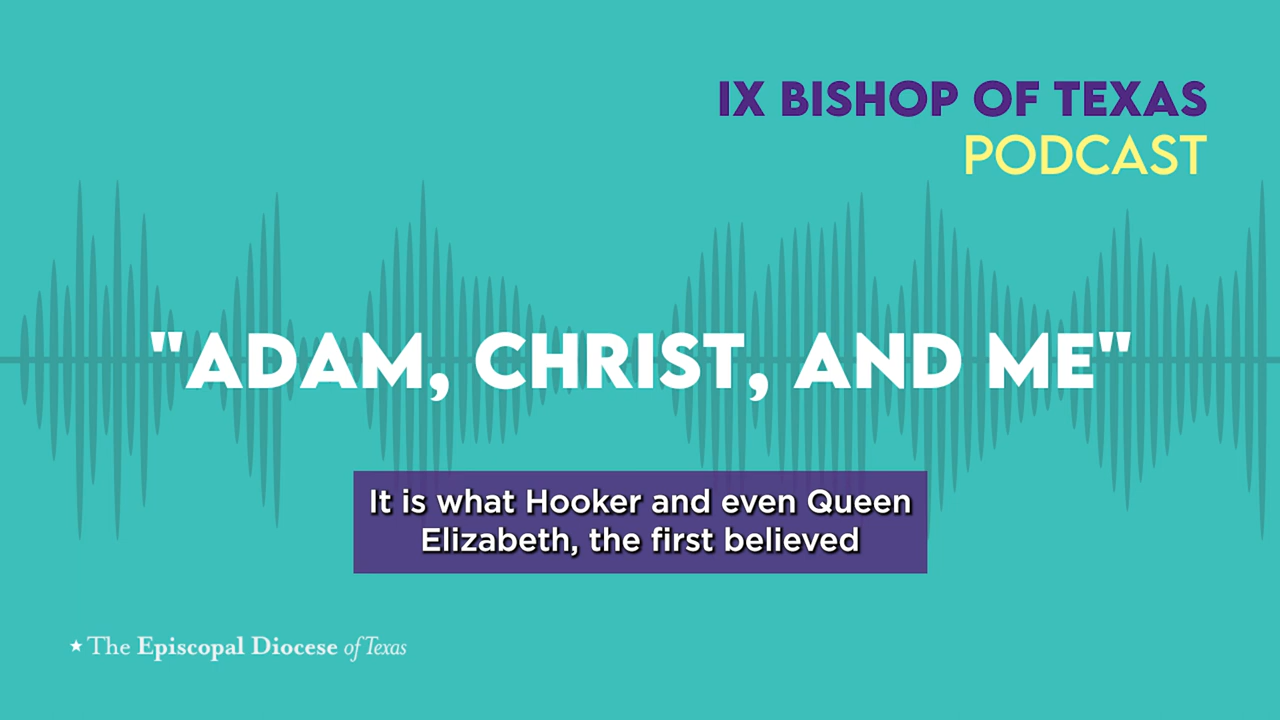 IX BISHOP OF TEXAS
PODCAST
"ADAM, CHRIST, AND ME"
It is what Hooker and even Queen
Elizabeth, the first believed
The Episcopal Diocese of Texas